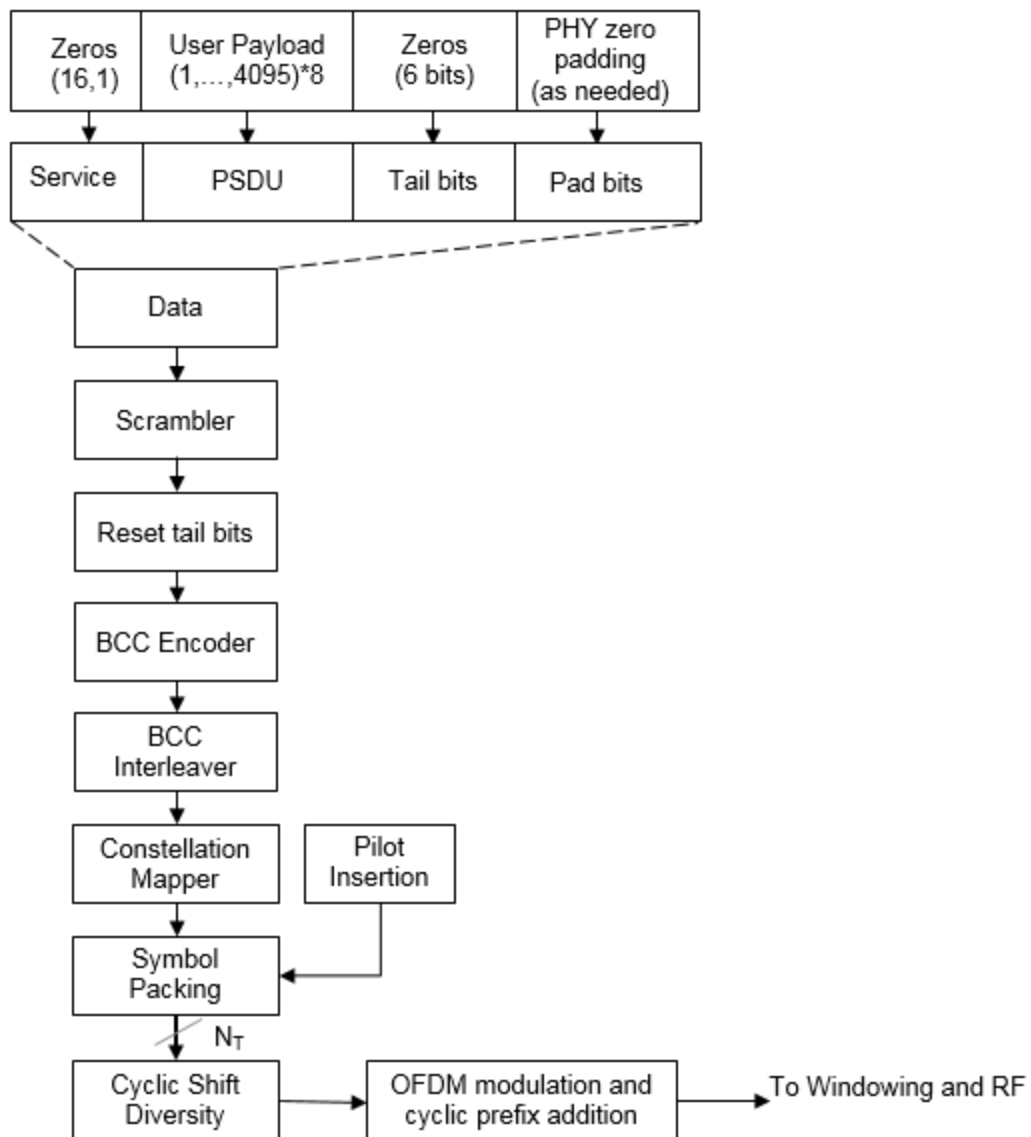 Zeros
(16,1)
User Payload
(1,...,4095)*8
Zeros
(6 bits)
PHY zero
padding
(as needed)
Service
PSDU
Tail bits
Pad bits
Data
Scrambler
Reset tail bits
BCC Encoder
BCC
Interleaver
Constellation
Mapper
Pilot
Insertion
Symbol
Packing
N_T
Cyclic Shift
Diversity
OFDM modulation and
cyclic prefix addition
To Windowing and RF